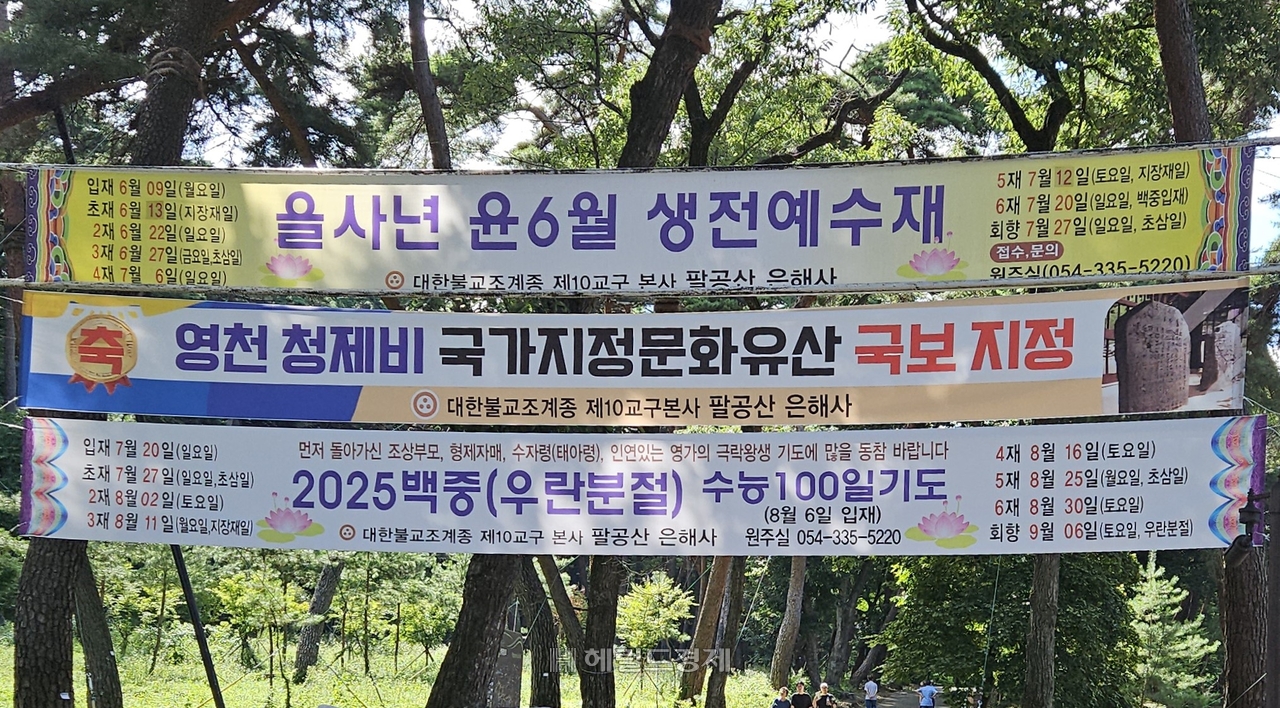 입재 6월 09일(월요일)
초재 6월 13일(지장재일)
2재 6월 22일(일요일)
3재 6월 27일(금요일,초삼일)
4재 7월 6일(일요일)
을사년 윤6월 생전예수재
대한불교조계종 제10교구 본사 팔공산 은해사
5재 7월 12일(토요일, 지장재일)
6재 7월 20일(일요일, 백중입재)
회향 7월 27일(일요일, 초삼일)
접수,문의
원주실(054-335-5220)
축
영천 청제비 국가지정문화유산 국보 지정
대한불교조계종 제10교구본사 팔공산 은해사
입재 7월 20일(일요일)
초재 7월 27일(일요일,초삼일)
2재 8월 02일(토요일)
3재 8월 11일(월요일,지장재일)
먼저 돌아가신 조상부모, 형제자매, 수자령(태아령), 인연있는 영가의 극락왕생 기도에 많을 동참 바랍니다
2025백중(우란분절) 수능100일기도
(8월 6일 입재)
대한불교조계종 제10교구 본사 팔공산 은해사 원주실 054-335-5220
4재 8월 16일(토요일)
5재 8월 25일(월요일, 초삼일)
6재 8월 30일(토요일)
회향 9월 06일(토요일, 우란분절)
헤럴드경제